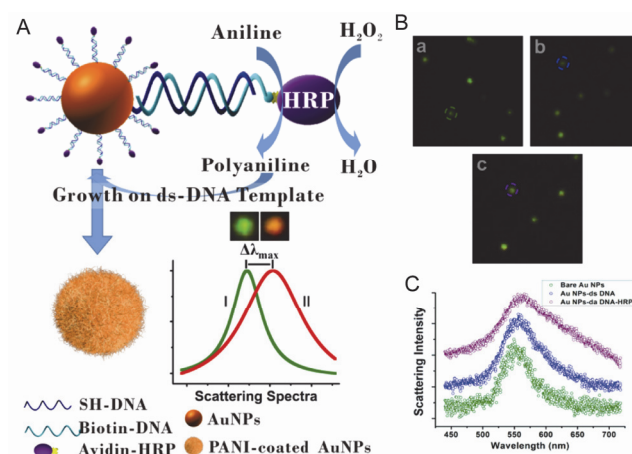 A
Aniline
H₂O₂
HRP
Polyaniline
H₂O
Growth on ds-DNA Template
Δλmax
I
II
Scattering Spectra
SH-DNA
Biotin-DNA
Avidin-HRP
AuNPs
PANI-coated AuNPs
B
a
b
c
C
Bare Au NPs
Au NPs-ds DNA
Au NPs-da DNA-HRP
Scattering Intensity
450 500 550 600 650 700
Wavelength (nm)